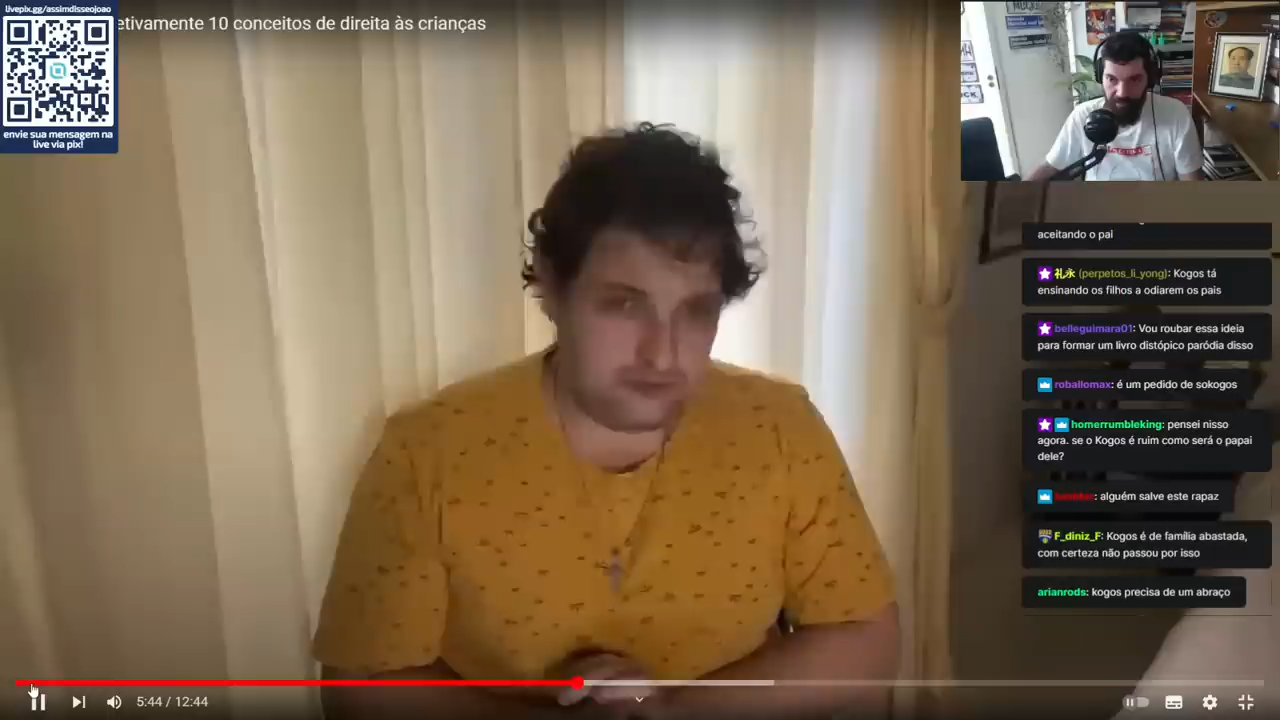 livepix.gg/assimdisseojoao
envie sua mensagem na
live via pix!
etivamente 10 conceitos de direita às crianças
aceitando o pai
礼永 (perpetos_li_yong): Kogos tá
ensinando os filhos a odiarem os pais
belleguimara01: Vou roubar essa ideia
para formar um livro distópico paródia disso
roballomax: é um pedido de sokogos
homerrumbleking: pensei nisso
agora. se o Kogos é ruim como será o papai
dele?
: alguém salve este rapaz
F_diniz_F: Kogos é de família abastada,
com certeza não passou por isso
arianrods: kogos precisa de um abraço
5:44 / 12:44